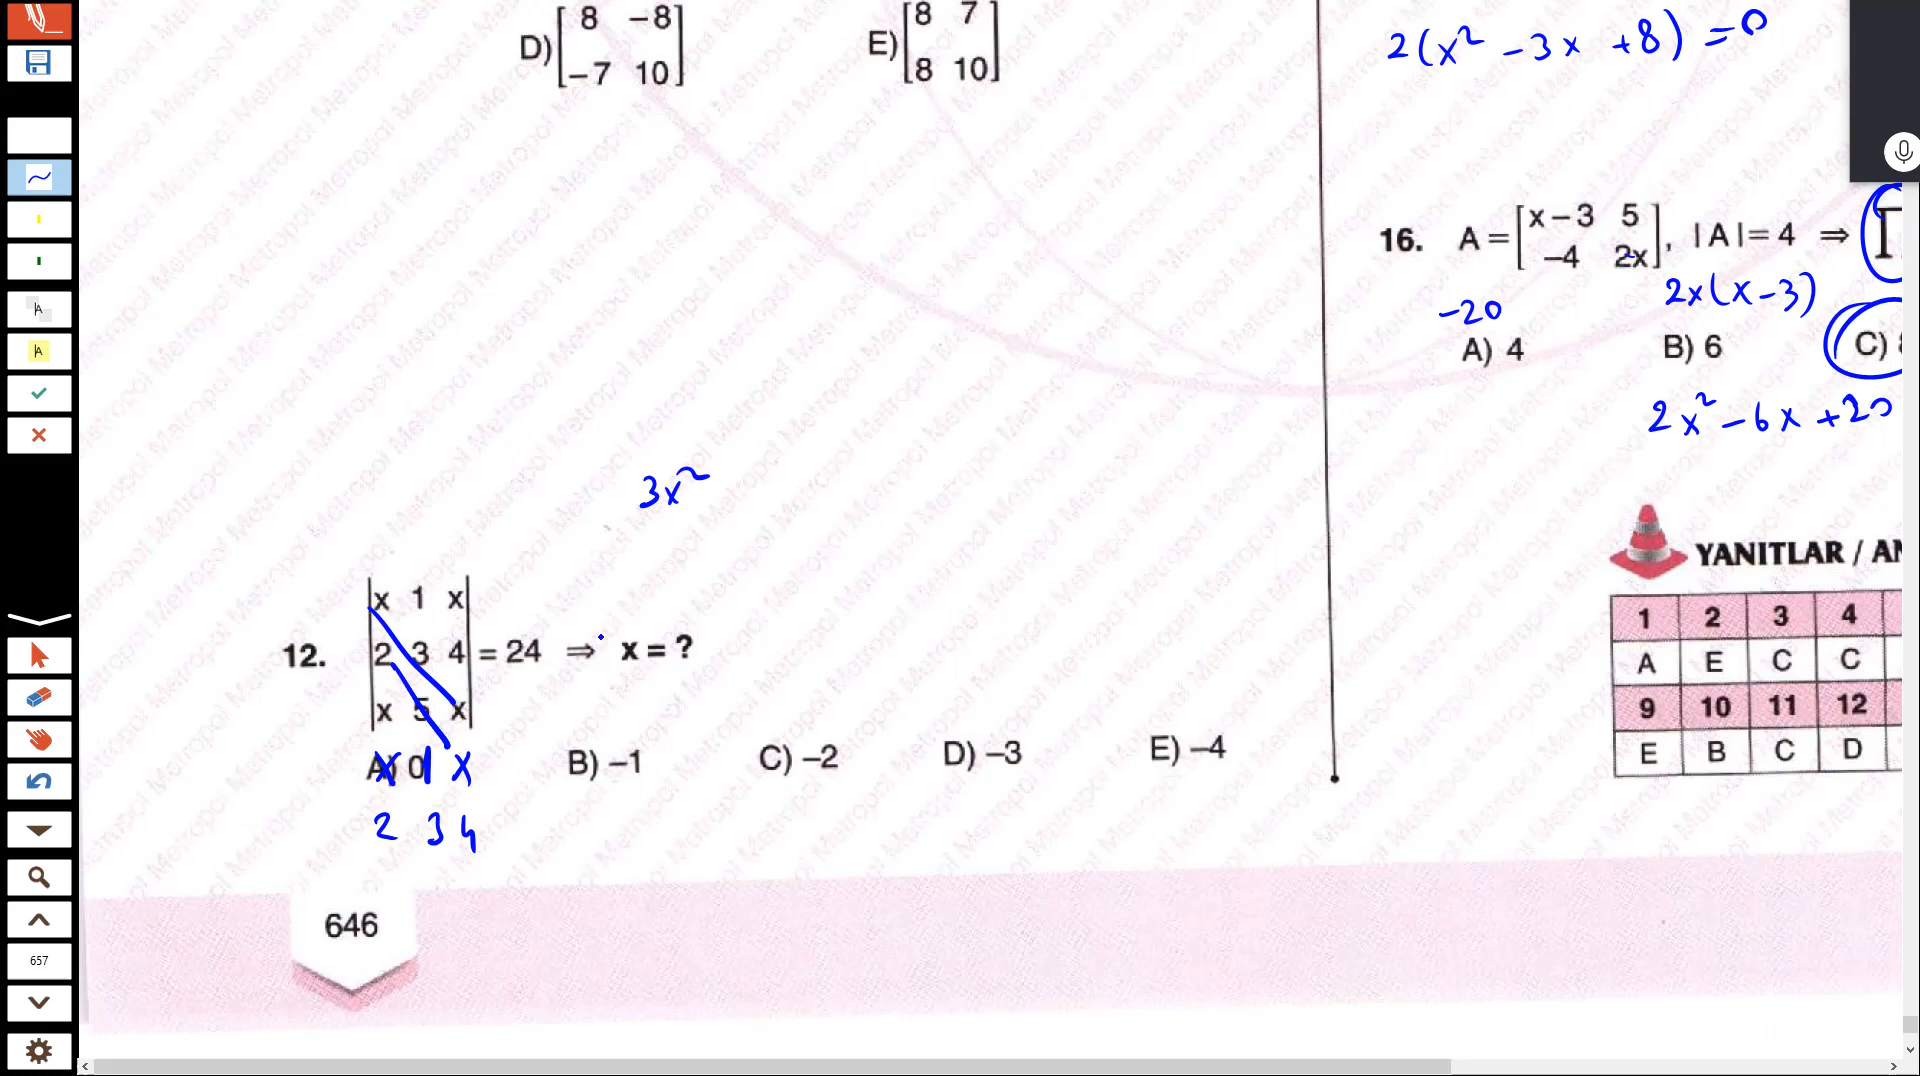 D) [8 −8
−7 10]
E) [8 7
8 10]
2(x² − 3x + 8) = 0
16. A = [x − 3 5
−4 2x], |A| = 4 ⇒
−20
2x(x − 3)
A) 4 B) 6 C)
2x² − 6x + 20
3x²
12. |x 1 x
2 3 4
x 5 x| = 24 ⇒ x = ?
A) 0 B) −1 C) −2 D) −3 E) −4
x 1 x
2 3 4
YANITLAR /
1 2 3 4
A E C C
9 10 11 12
E B C D
646
657
Metropol